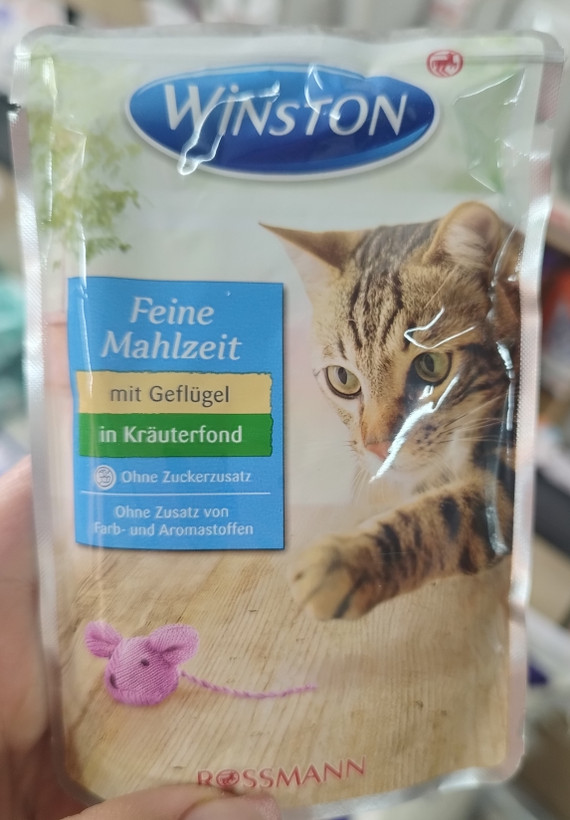 WINSTON
Feine
Mahlzeit
mit Geflügel
in Kräuterfond
Ohne Zuckerzusatz
Ohne Zusatz von
Farb- und Aromastoffen
ROSSMANN